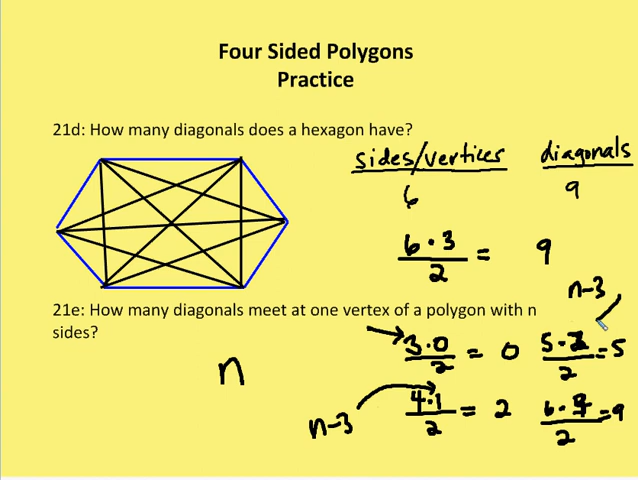 Four Sided Polygons
Practice
21d: How many diagonals does a hexagon have?
sides/vertices diagonals
6 9
6 · 3 / 2 = 9
21e: How many diagonals meet at one vertex of a polygon with n
sides?
n-3
3·0 / 2 = 0
5· / 2 = 5
n
4·1 / 2 = 2
6· / 2 = 9
n-3